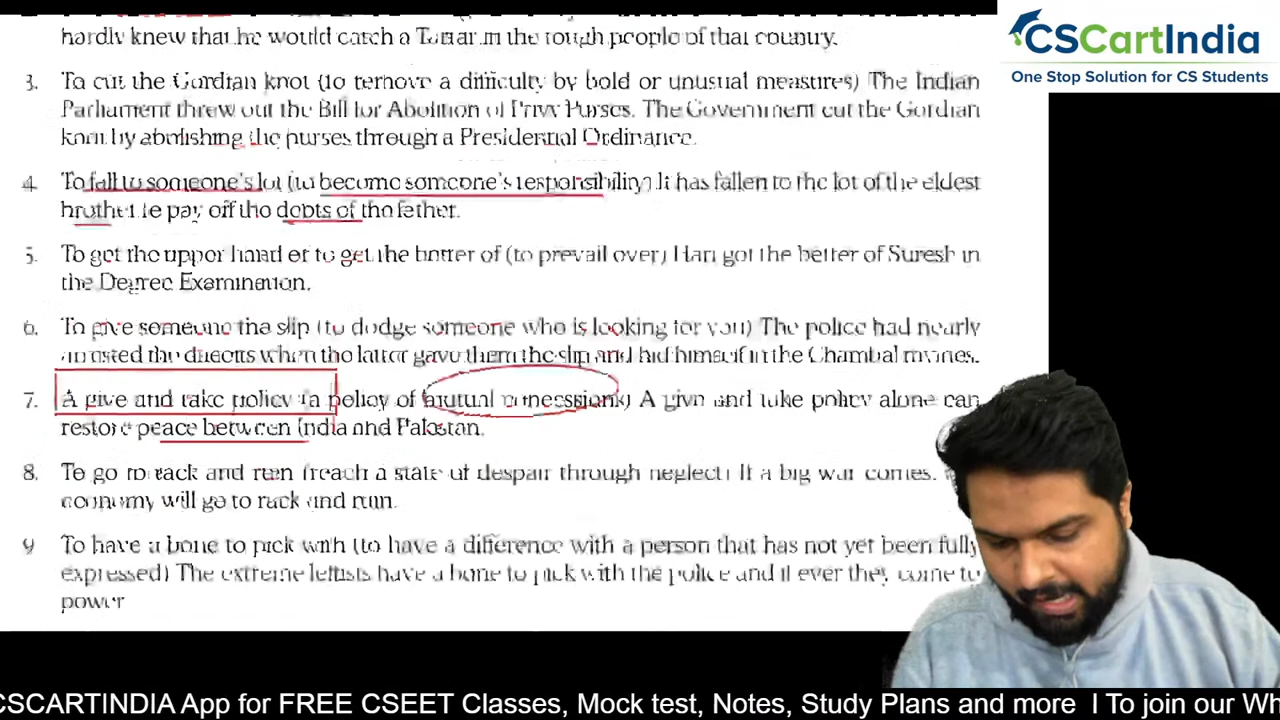 hardly knew that he would catch a Tartar in the tough people of that country.
CSCartIndia
One Stop Solution for CS Students
3. To cut the Gordian knot (to remove a difficulty by bold or unusual measures) The Indian
Parliament threw out the Bill for Abolition of Privy Purses. The Government cut the Gordian
knot by abolishing the purses through a Presidential Ordinance.
4. To fall to someone's lot (to become someone's responsibility) It has fallen to the lot of the eldest
brother to pay off the debts of the father.
5. To get the upper hand or to get the better of (to prevail over) Hari got the better of Suresh in
the Degree Examination.
6. To give someone the slip (to dodge someone who is looking for you) The police had nearly
arrested the dacoits when the latter gave them the slip and hid himself in the Chambal ravines.
7. A give and take policy (a policy of mutual concessions) A give and take policy alone can
restore peace between India and Pakistan.
8. To go to rack and ruin (reach a state of despair through neglect) If a big war comes.
economy will go to rack and ruin.
9 To have a bone to pick with (to have a difference with a person that has not yet been fully
expressed) The extreme leftists have a bone to pick with the police and if ever they come to
power
CSCARTINDIA App for FREE CSEET Classes, Mock test, Notes, Study Plans and more I To join our Wh